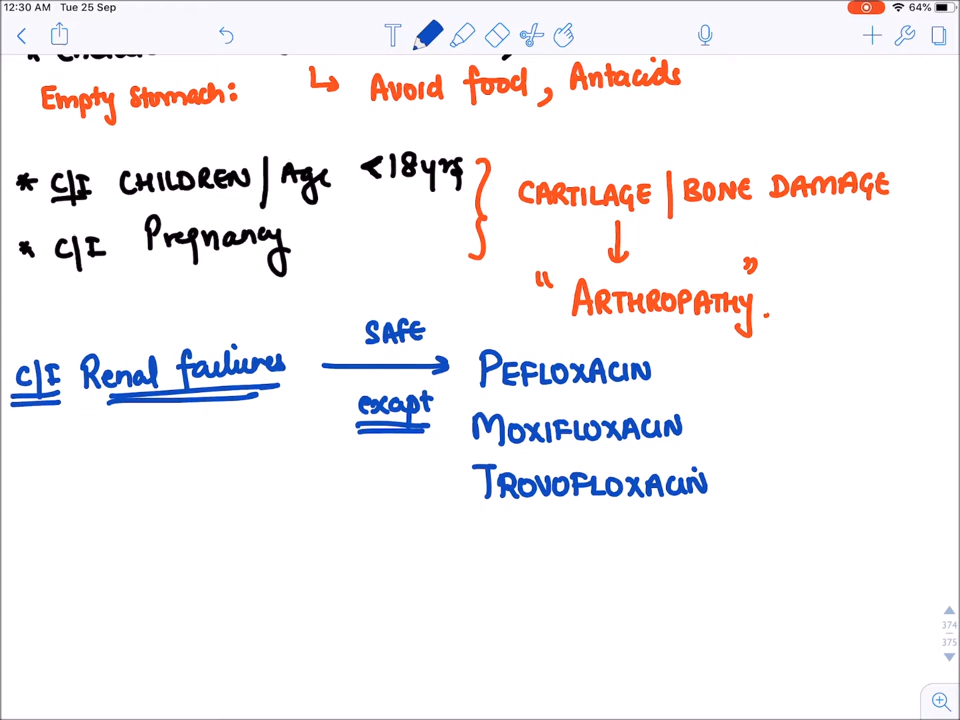 12:30 AM Tue 25 Sep 64%
T
Empty Stomach: ↳ Avoid food, Antacids
* C/I CHILDREN/Age <18yrs } CARTILAGE | BONE DAMAGE
* C/I Pregnancy
↓
"ARTHROPATHY".
C/I Renal failures SAFE → PEFLOXACIN
exapt MOXIFLOXACIN
TROVOFLOXACIN
374
375